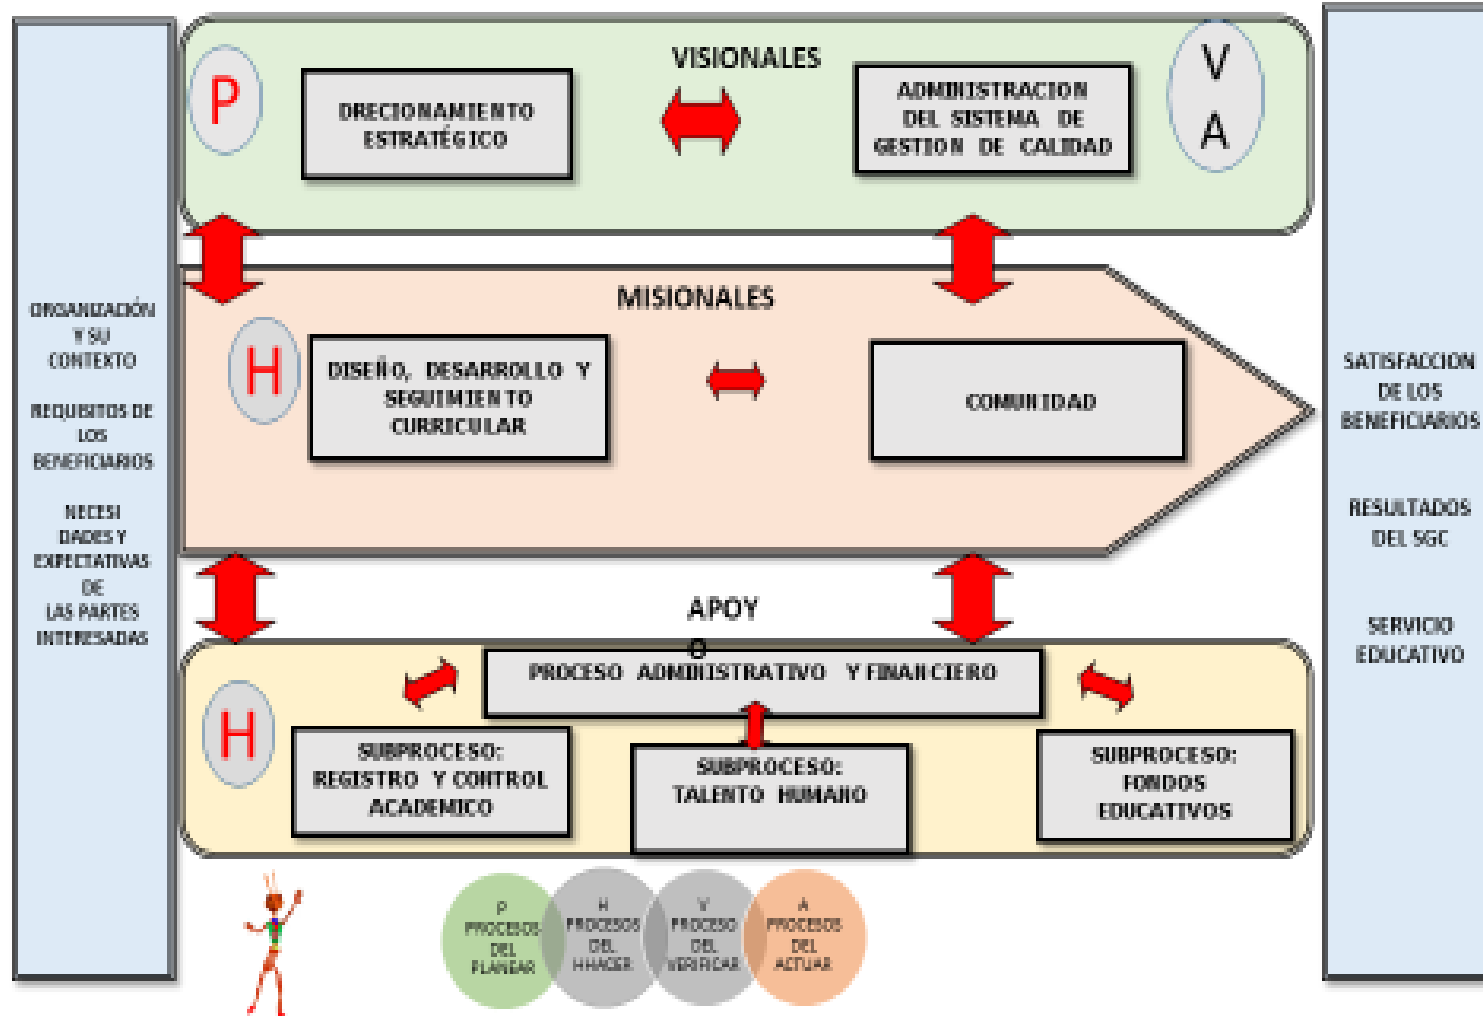 ORGANIZACIÓN
Y SU
CONTEXTO
REQUISITOS DE
LOS
BENEFICIARIOS
NECESI
DADES Y
EXPECTATIVAS
DE
LAS PARTES
INTERESADAS
VISIONALES
P
DRECIONAMIENTO
ESTRATÉGICO
ADMINISTRACION
DEL SISTEMA DE
GESTION DE CALIDAD
V
A
MISIONALES
H
DISEÑO, DESARROLLO Y
SEGUIMIENTO
CURRICULAR
COMUNIDAD
APOY
O
PROCESO ADMINISTRATIVO Y FINANCIERO
H
SUBPROCESO:
REGISTRO Y CONTROL
ACADEMICO
SUBPROCESO:
TALENTO HUMANO
SUBPROCESO:
FONDOS
EDUCATIVOS
SATISFACCION
DE LOS
BENEFICIARIOS
RESULTADOS
DEL SGC
SERVICIO
EDUCATIVO
P
PROCESOS
DEL
PLANEAR
H
PROCESOS
DEL
HHACER
V
PROCESO
DEL
VERIFICAR
A
PROCESOS
DEL
ACTUAR